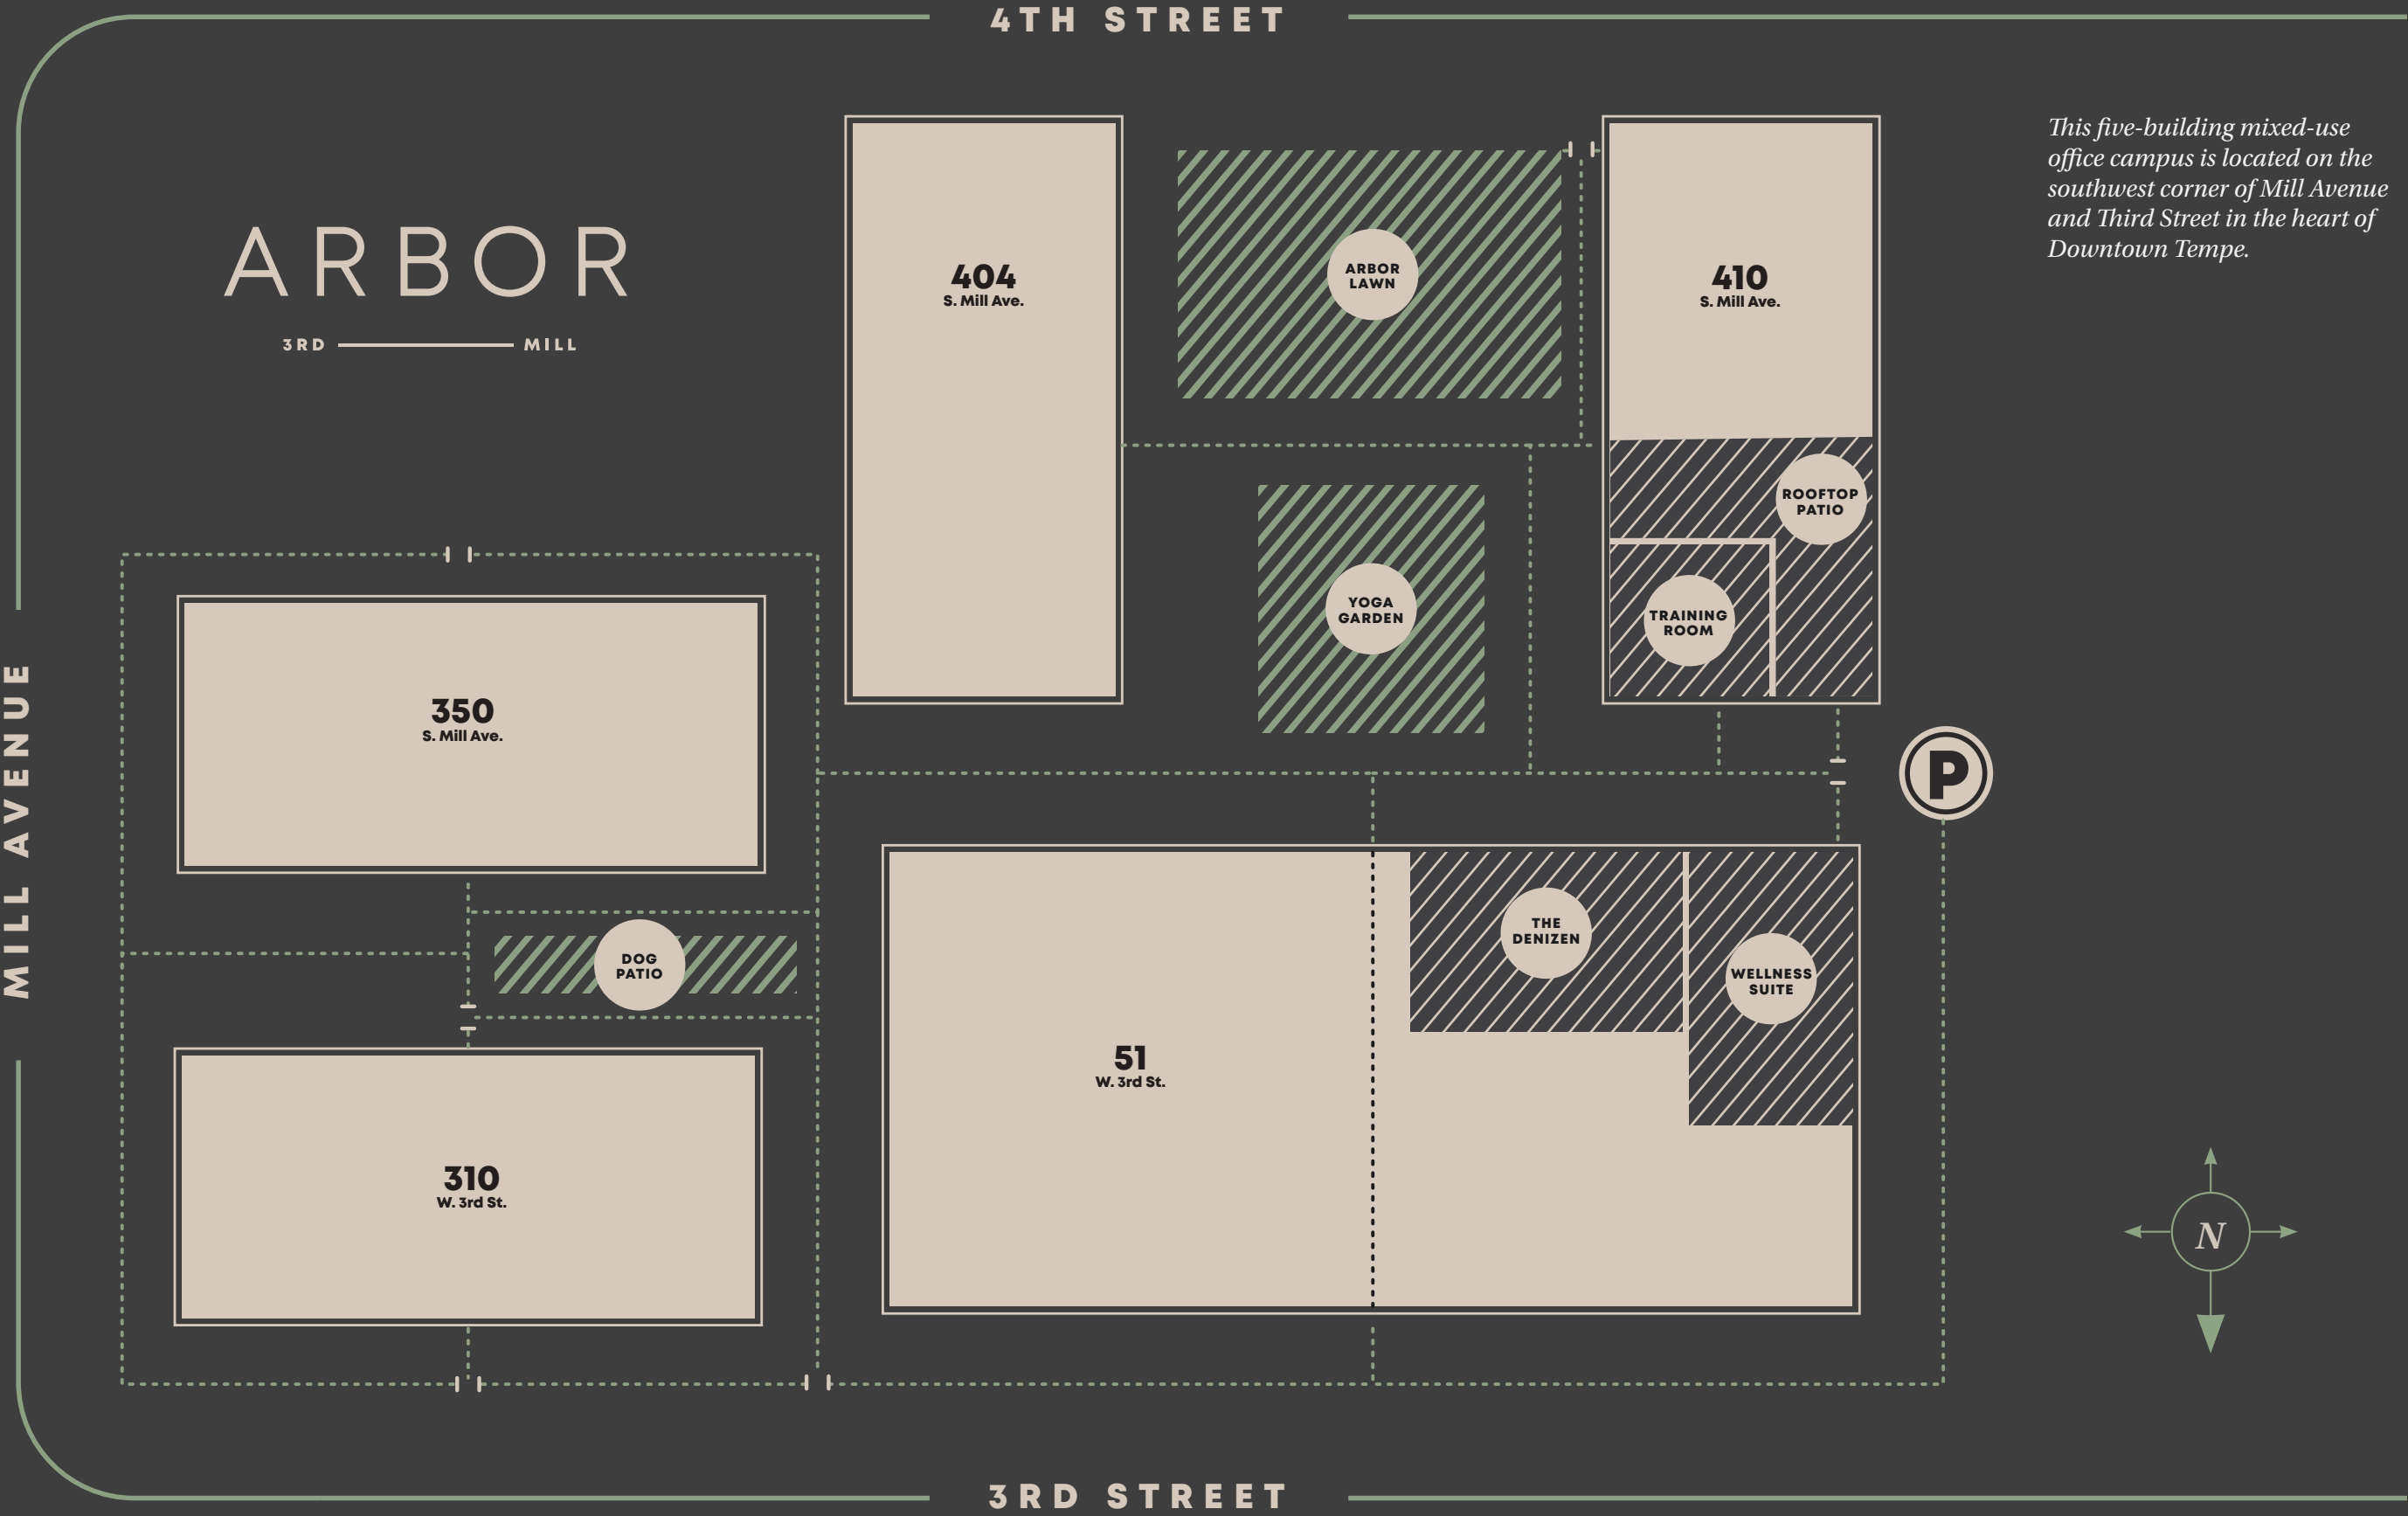 4TH STREET
ARBOR
3RD MILL
This five-building mixed-use
office campus is located on the
southwest corner of Mill Avenue
and Third Street in the heart of
Downtown Tempe.
404
S. Mill Ave.
ARBOR
LAWN
410
S. Mill Ave.
ROOFTOP
PATIO
YOGA
GARDEN
TRAINING
ROOM
MILL AVENUE
350
S. Mill Ave.
P
DOG
PATIO
THE
DENIZEN
WELLNESS
SUITE
51
W. 3rd St.
310
W. 3rd St.
N
3RD STREET